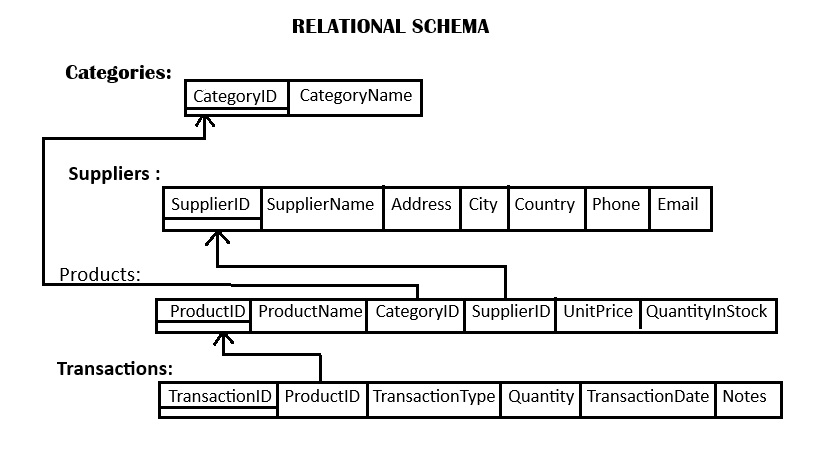 RELATIONAL SCHEMA
Categories:
CategoryID CategoryName
Suppliers :
SupplierID SupplierName Address City Country Phone Email
Products:
ProductID ProductName CategoryID SupplierID UnitPrice QuantityInStock
Transactions:
TransactionID ProductID TransactionType Quantity TransactionDate Notes